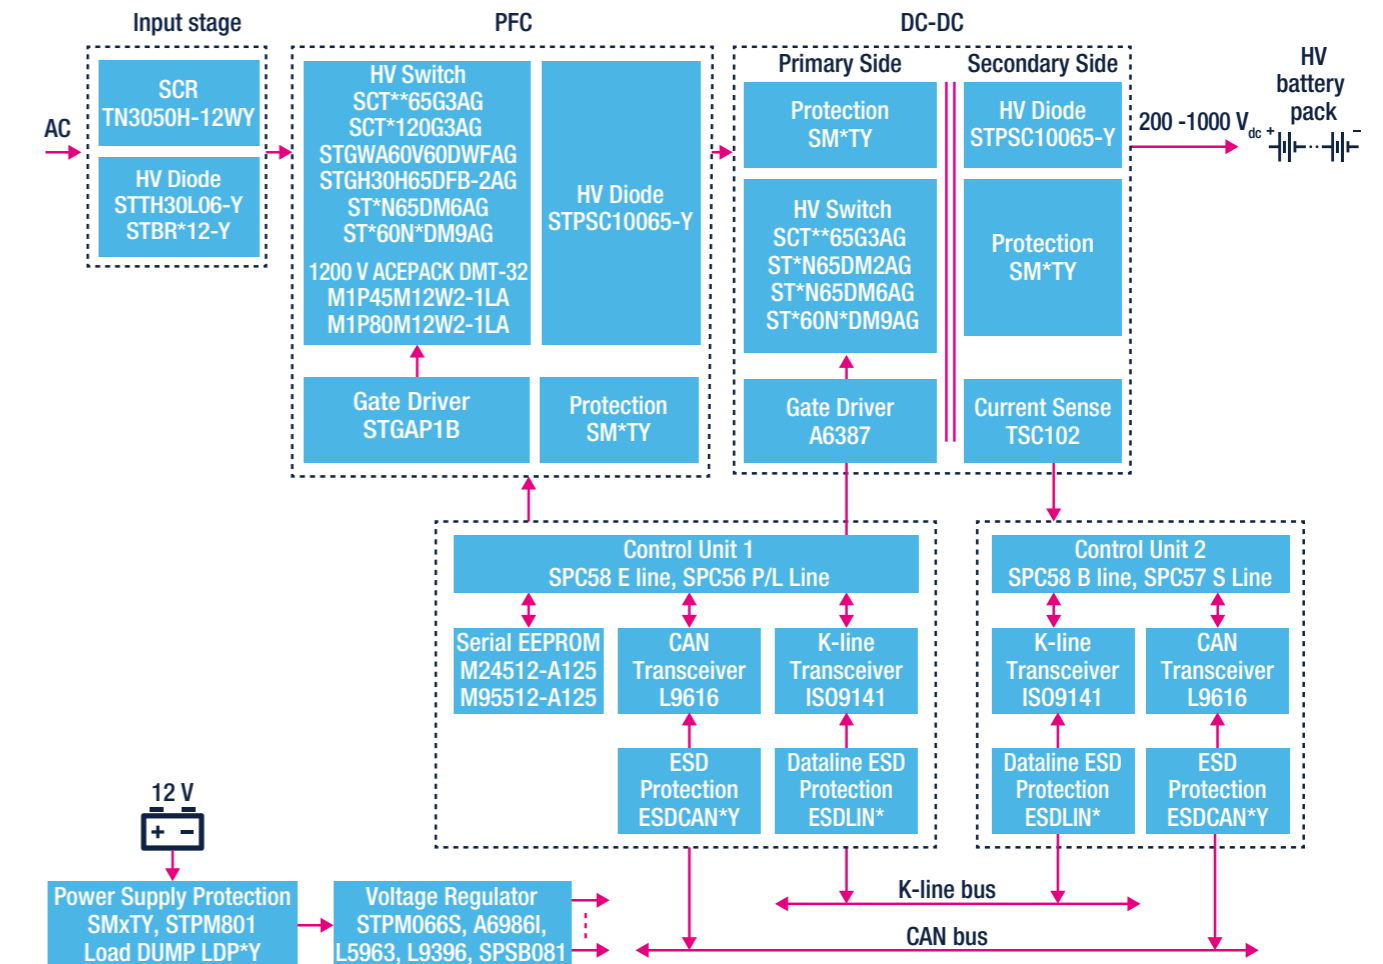 Input stage
PFC
DC-DC
AC
SCR
TN3050H-12WY
HV Diode
STTH30L06-Y
STBR*12-Y
HV Switch
SCT**65G3AG
SCT*120G3AG
STGWA60V60DWFAG
STGH30H65DFB-2AG
ST*N65DM6AG
ST*60N*DM9AG
1200 V ACEPACK DMT-32
M1P45M12W2-1LA
M1P80M12W2-1LA
HV Diode
STPSC10065-Y
Gate Driver
STGAP1B
Protection
SM*TY
Primary Side
Secondary Side
Protection
SM*TY
HV Switch
SCT**65G3AG
ST*N65DM2AG
ST*N65DM6AG
ST*60N*DM9AG
Gate Driver
A6387
HV Diode
STPSC10065-Y
Protection
SM*TY
Current Sense
TSC102
200 -1000 Vdc
HV
battery
pack
+ −
Control Unit 1
SPC58 E line, SPC56 P/L Line
Serial EEPROM
M24512-A125
M95512-A125
CAN
Transceiver
L9616
K-line
Transceiver
ISO9141
ESD
Protection
ESDCAN*Y
Dataline ESD
Protection
ESDLIN*
Control Unit 2
SPC58 B line, SPC57 S Line
K-line
Transceiver
ISO9141
CAN
Transceiver
L9616
Dataline ESD
Protection
ESDLIN*
ESD
Protection
ESDCAN*Y
12 V
+ −
Power Supply Protection
SMxTY, STPM801
Load DUMP LDP*Y
Voltage Regulator
STPM066S, A6986I,
L5963, L9396, SPSB081
K-line bus
CAN bus